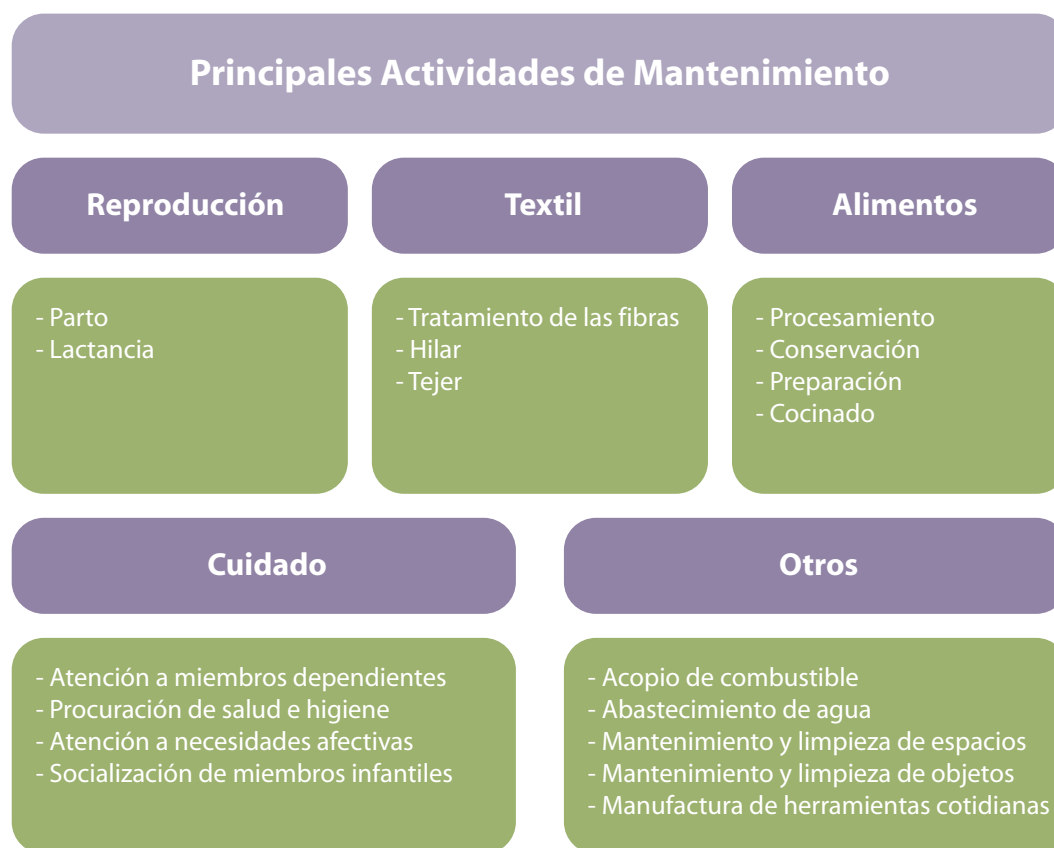 Principales Actividades de Mantenimiento
Reproducción
- Parto
- Lactancia
Textil
- Tratamiento de las fibras
- Hilar
- Tejer
Alimentos
- Procesamiento
- Conservación
- Preparación
- Cocinado
Cuidado
- Atención a miembros dependientes
- Procuración de salud e higiene
- Atención a necesidades afectivas
- Socialización de miembros infantiles
Otros
- Acopio de combustible
- Abastecimiento de agua
- Mantenimiento y limpieza de espacios
- Mantenimiento y limpieza de objetos
- Manufactura de herramientas cotidianas